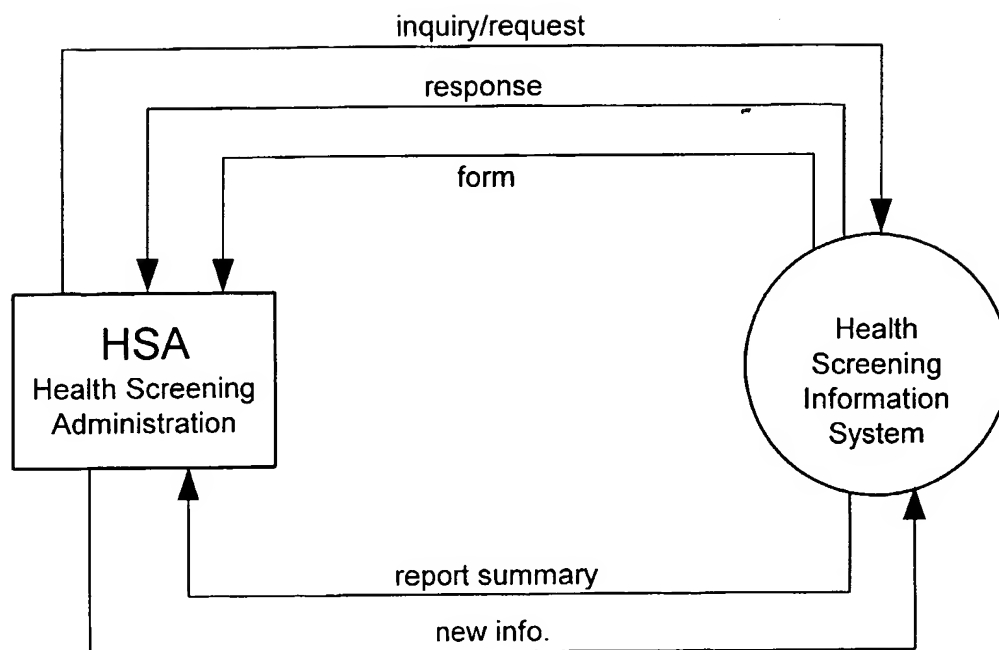 inquiry/request
response
form
HSA
Health Screening
Administration
Health
Screening
Information
System
report summary
new info.